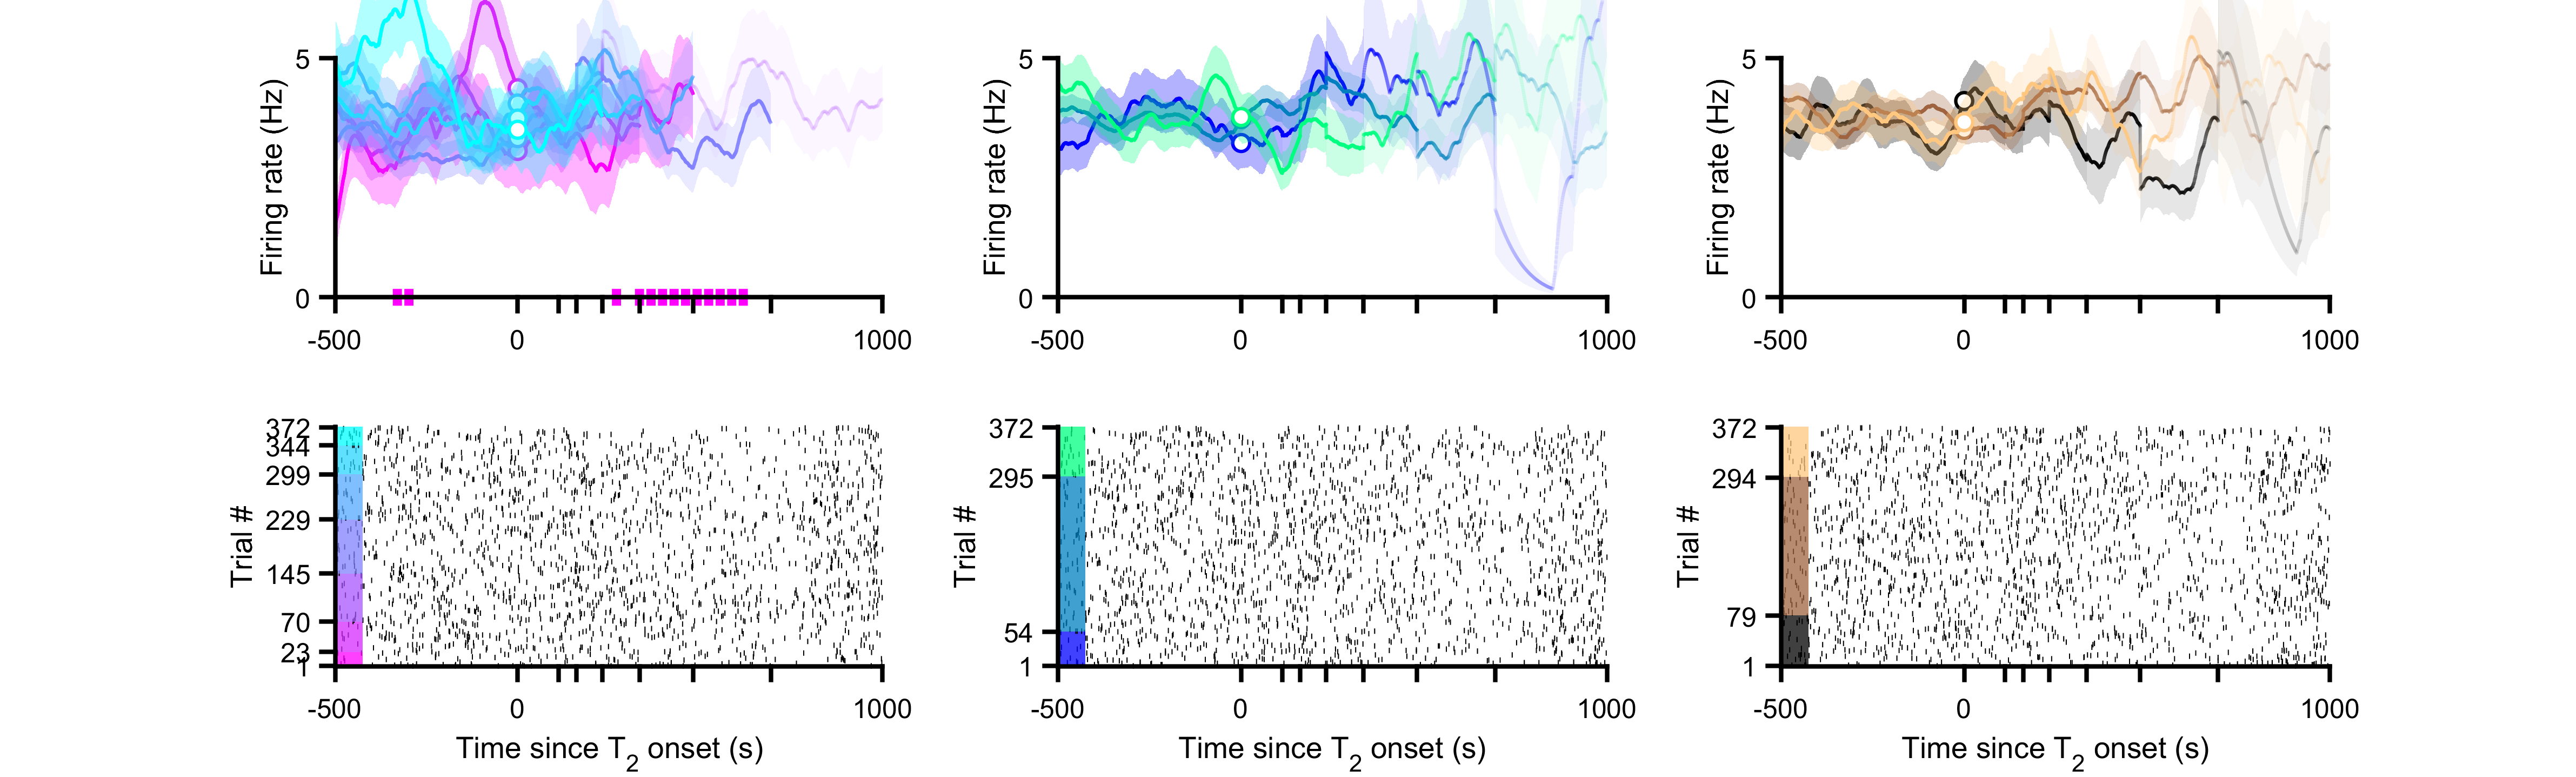 5
Firing rate (Hz)
0
-500 0 1000
5
Firing rate (Hz)
0
-500 0 1000
5
Firing rate (Hz)
0
-500 0 1000
372
344
299
229
145
70
23
1
Trial #
-500 0 1000
Time since T2 onset (s)
372
295
54
1
Trial #
-500 0 1000
Time since T2 onset (s)
372
294
79
1
Trial #
-500 0 1000
Time since T2 onset (s)